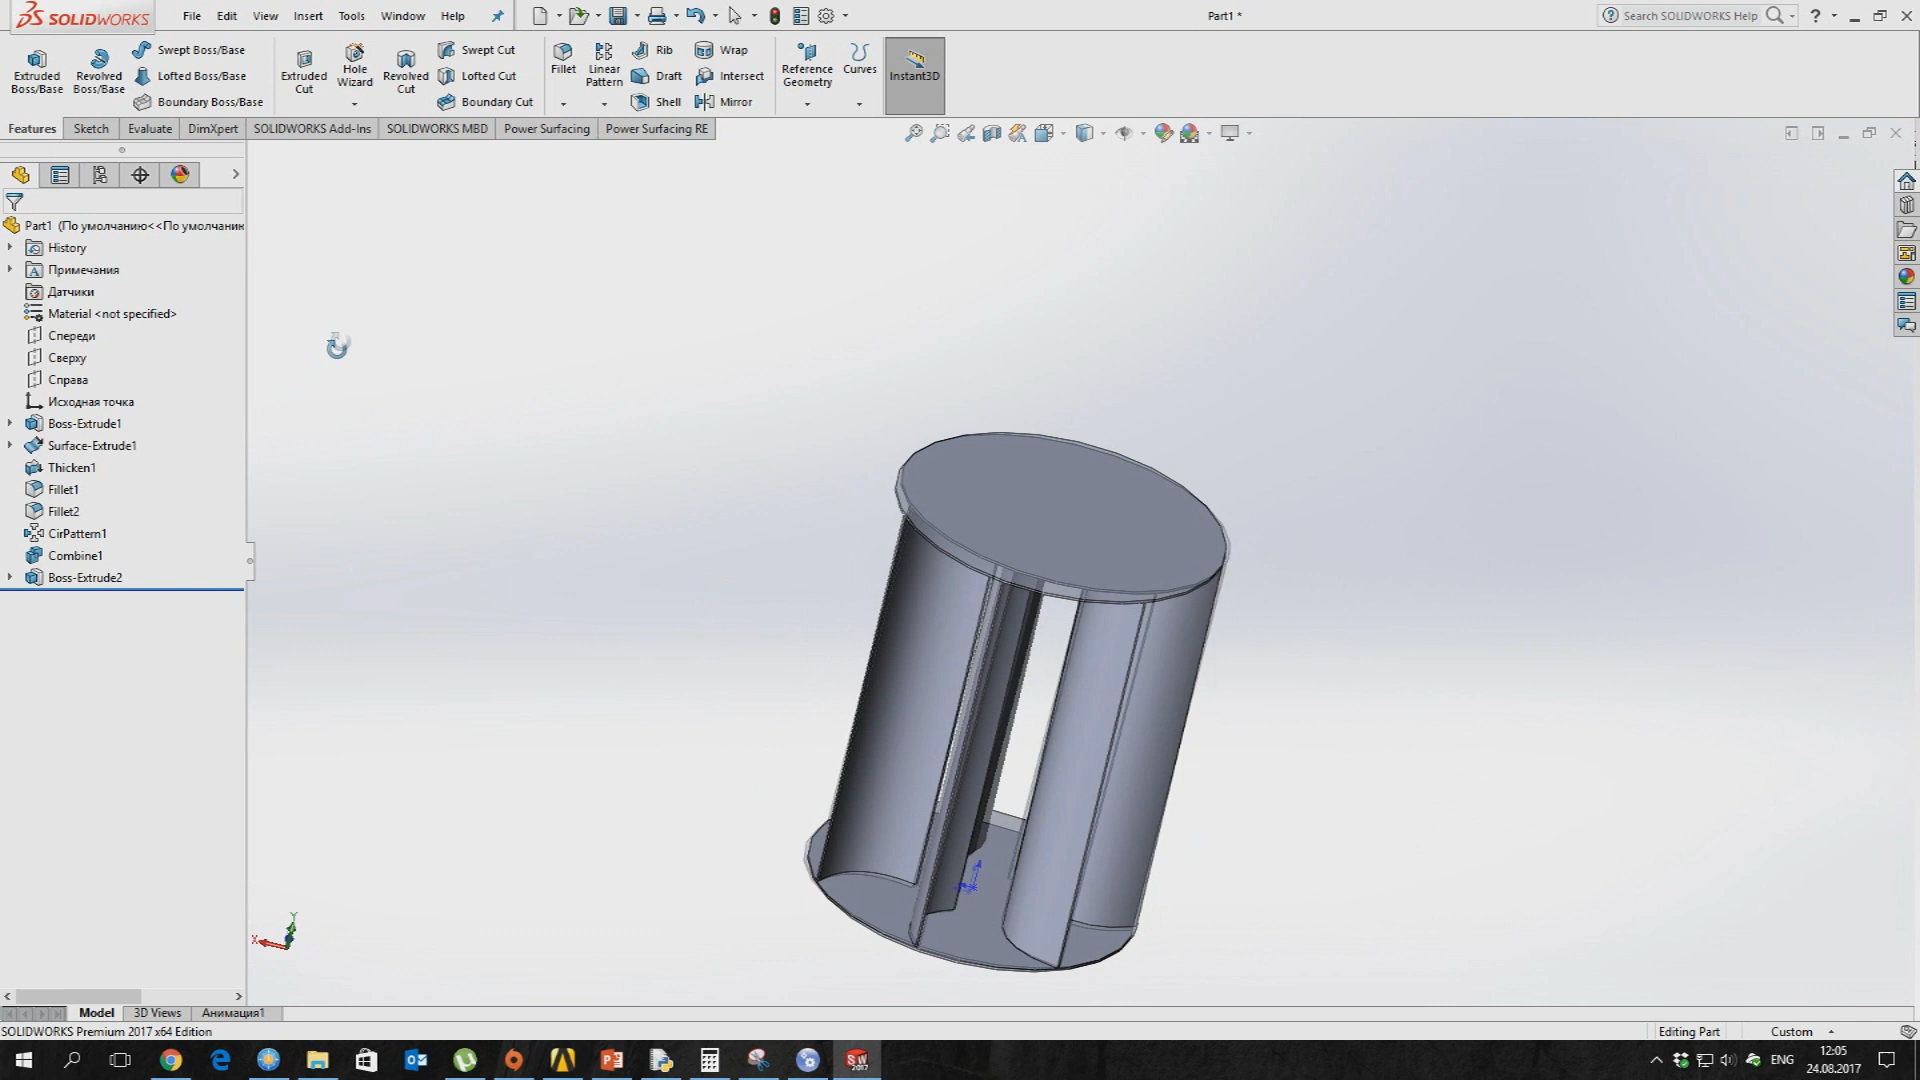 SOLIDWORKS File Edit View Insert Tools Window Help Part1 * Search SOLIDWORKS Help ?
Extruded Boss/Base
Revolved Boss/Base
Swept Boss/Base
Lofted Boss/Base
Boundary Boss/Base
Extruded Cut
Hole Wizard
Revolved Cut
Swept Cut
Lofted Cut
Boundary Cut
Fillet
Linear Pattern
Rib
Draft
Shell
Wrap
Intersect
Mirror
Reference Geometry
Curves
Instant3D
Features Sketch Evaluate DimXpert SOLIDWORKS Add-Ins SOLIDWORKS MBD Power Surfacing Power Surfacing RE
Part1 (По умолчанию<<По умолчанию
History
Примечания
Датчики
Material <not specified>
Спереди
Сверху
Справа
Исходная точка
Boss-Extrude1
Surface-Extrude1
Thicken1
Fillet1
Fillet2
CirPattern1
Combine1
Boss-Extrude2
Y
X
Model 3D Views Анимация1
SOLIDWORKS Premium 2017 x64 Edition Editing Part Custom
ENG 12:05
24.08.2017